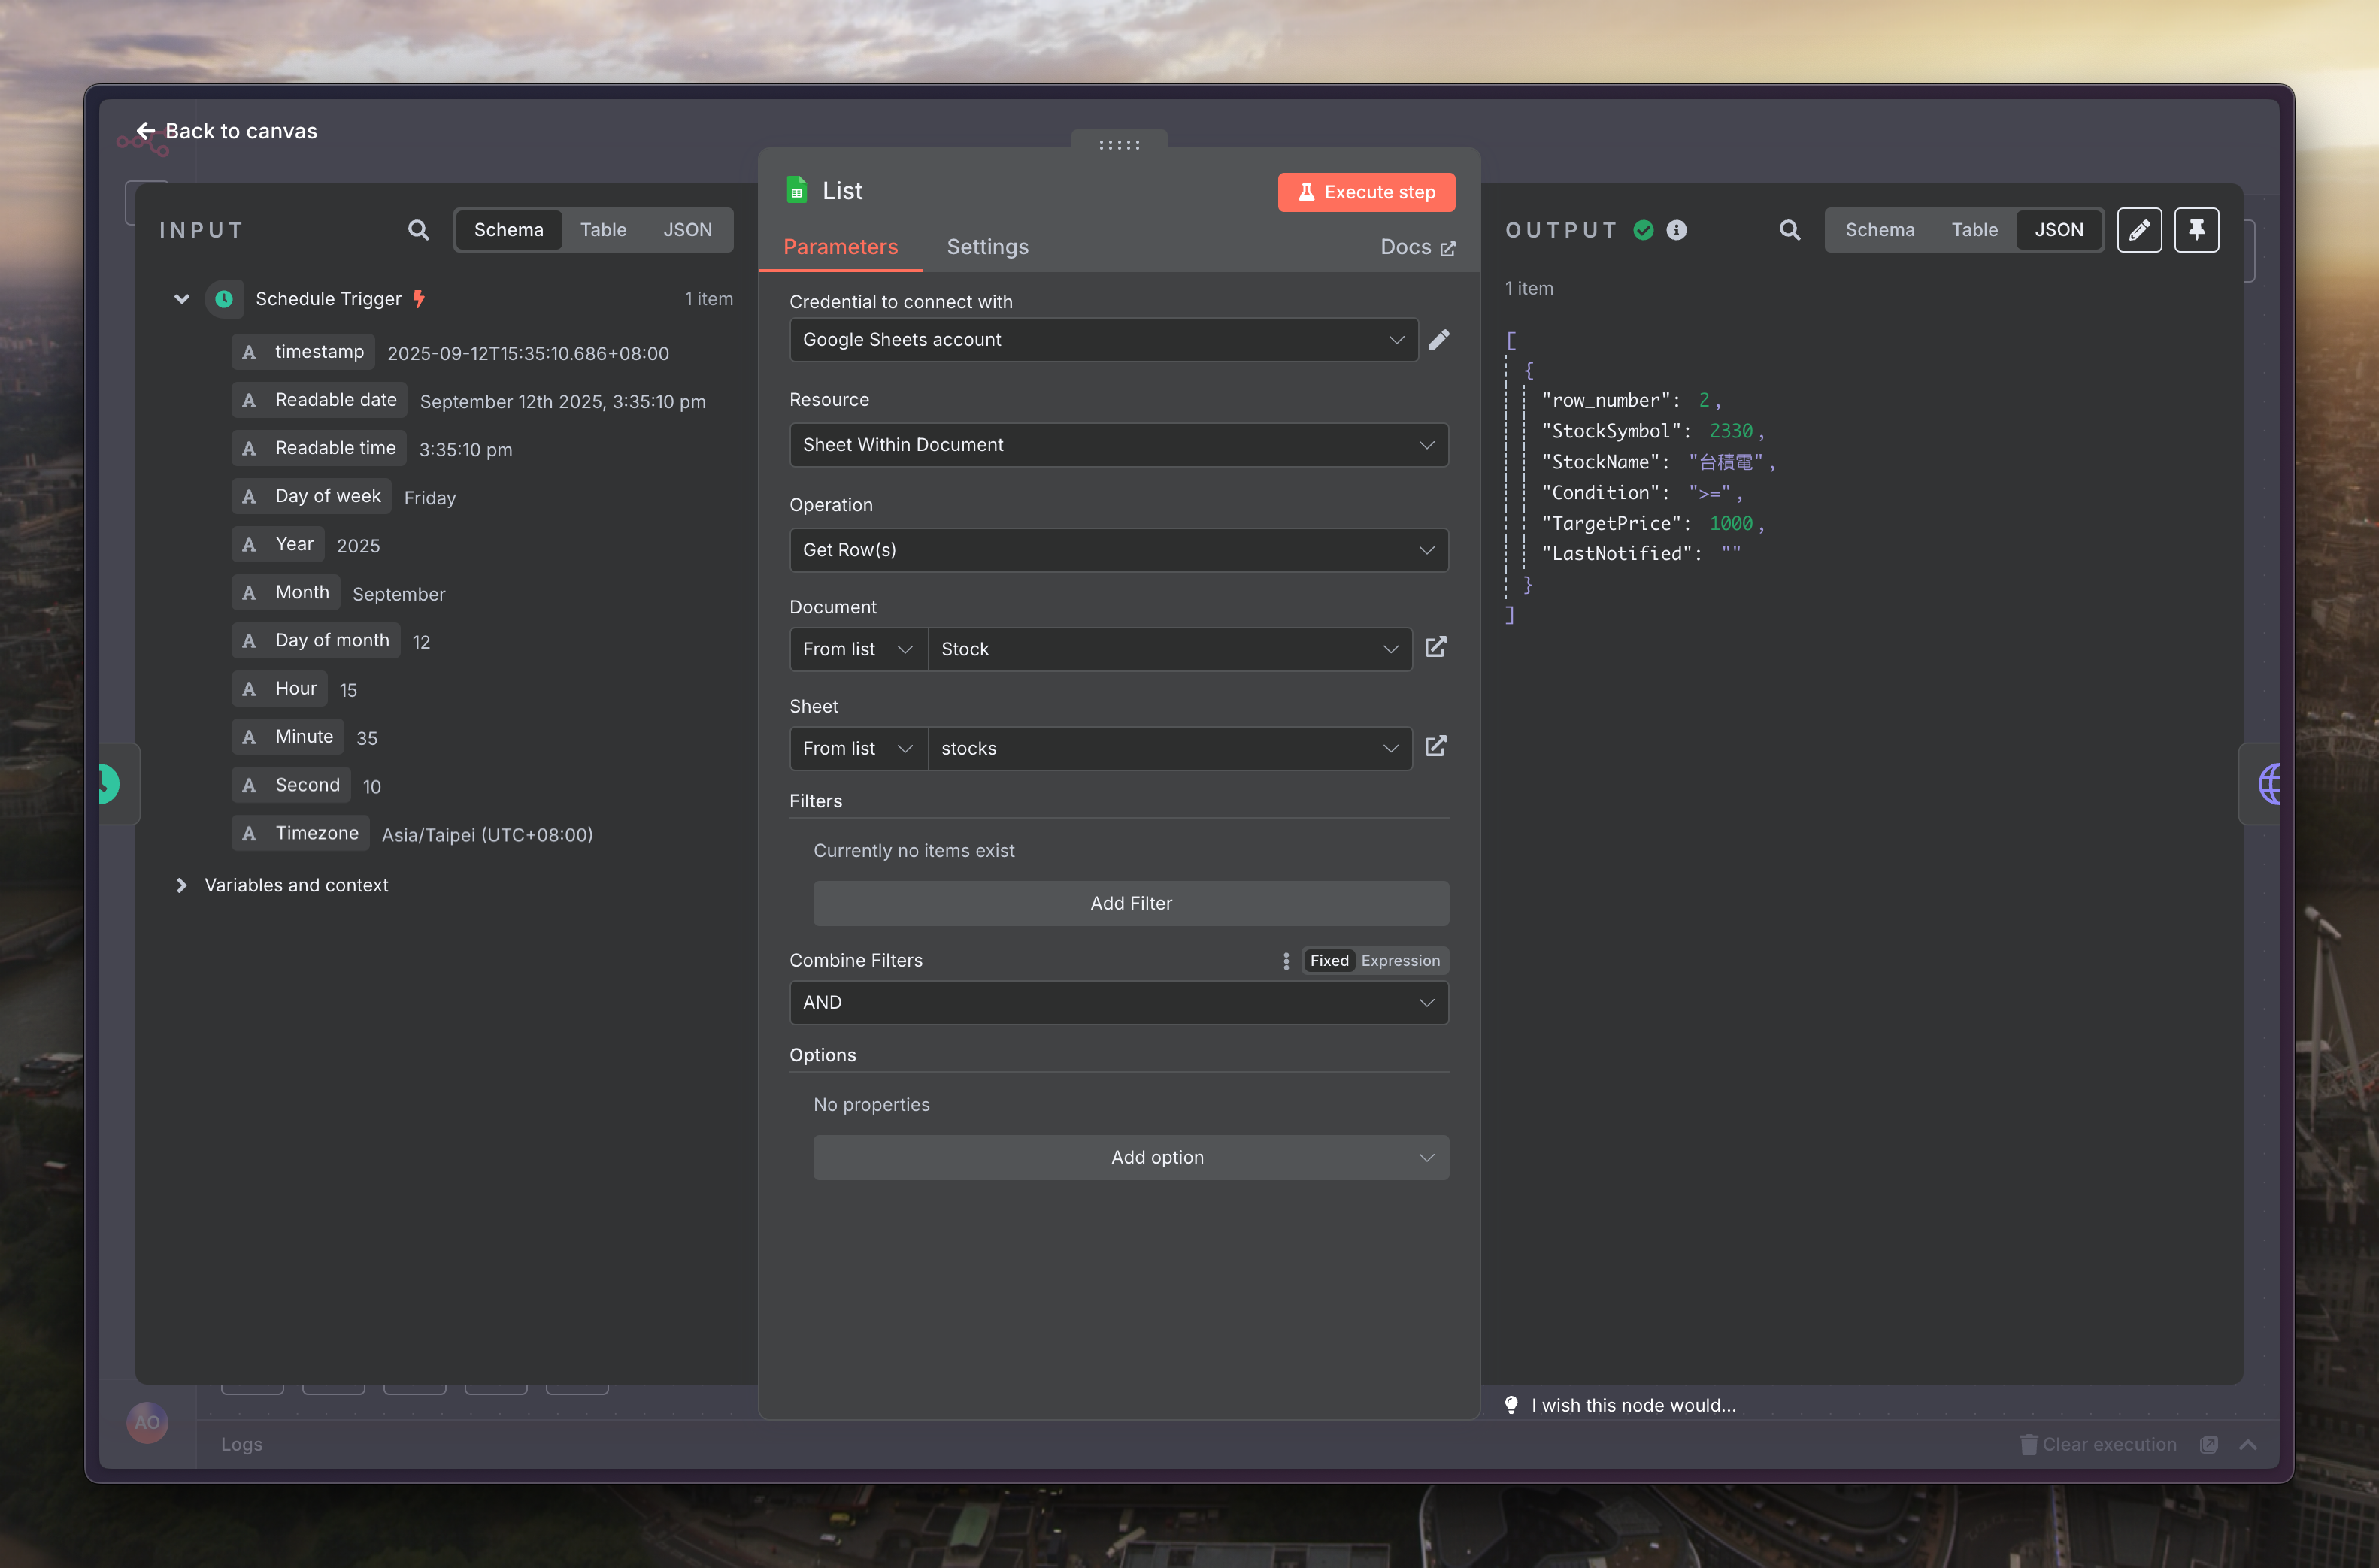 Back to canvas
INPUT
Schema Table JSON
Schedule Trigger 1 item
A timestamp 2025-09-12T15:35:10.686+08:00
A Readable date September 12th 2025, 3:35:10 pm
A Readable time 3:35:10 pm
A Day of week Friday
A Year 2025
A Month September
A Day of month 12
A Hour 15
A Minute 35
A Second 10
A Timezone Asia/Taipei (UTC+08:00)
Variables and context
List
Execute step
Parameters Settings Docs
Credential to connect with
Google Sheets account
Resource
Sheet Within Document
Operation
Get Row(s)
Document
From list Stock
Sheet
From list stocks
Filters
Currently no items exist
Add Filter
Combine Filters Fixed Expression
AND
Options
No properties
Add option
OUTPUT
Schema Table JSON
1 item
[
{
"row_number": 2,
"StockSymbol": 2330,
"StockName": "台積電",
"Condition": ">=",
"TargetPrice": 1000,
"LastNotified": ""
}
]
I wish this node would...
AO
Logs
Clear execution